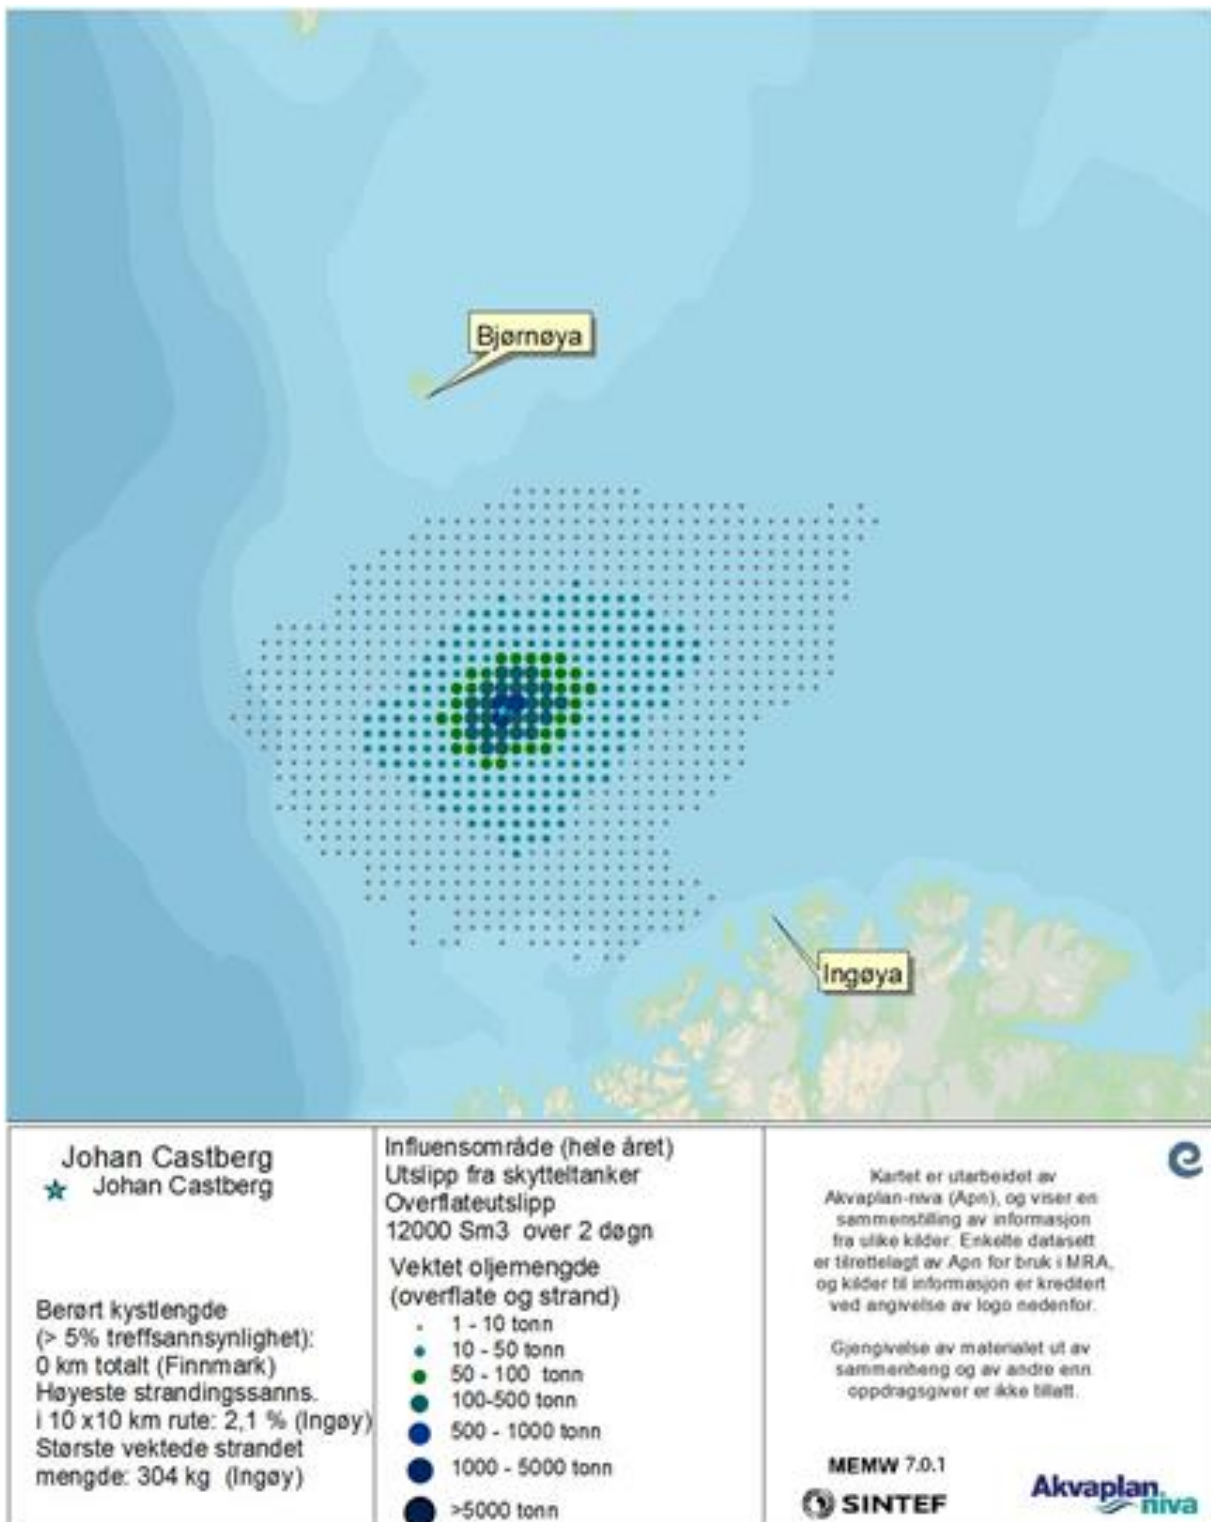 Bjørnøya
Ingøya
Johan Castberg
Johan Castberg
Berørt kystlengde
(> 5% treffsannsynlighet):
0 km totalt (Finnmark)
Høyeste strandingssanns.
i 10 x10 km rute: 2,1 % (Ingøy)
Største vektede strandet
mengde: 304 kg (Ingøy)
Influensområde (hele året)
Utslipp fra skytteltanker
Overflateutslipp
12000 Sm3 over 2 døgn
Vektet oljemengde
(overflate og strand)
1 - 10 tonn
10 - 50 tonn
50 - 100 tonn
100-500 tonn
500 - 1000 tonn
1000 - 5000 tonn
>5000 tonn
Kartet er utarbeidet av
Akvaplan-niva (Apn), og viser en
sammenstilling av informasjon
fra ulike kilder. Enkelte datasett
er tilrettelagt av Apn for bruk i MRA,
og kilder til informasjon er kreditert
ved angivelse av logo nedenfor.
Gjengivelse av materialet ut av
sammenheng og av andre enn
oppdragsgiver er ikke tillatt.
MEMW 7.0.1
SINTEF
Akvaplan
niva